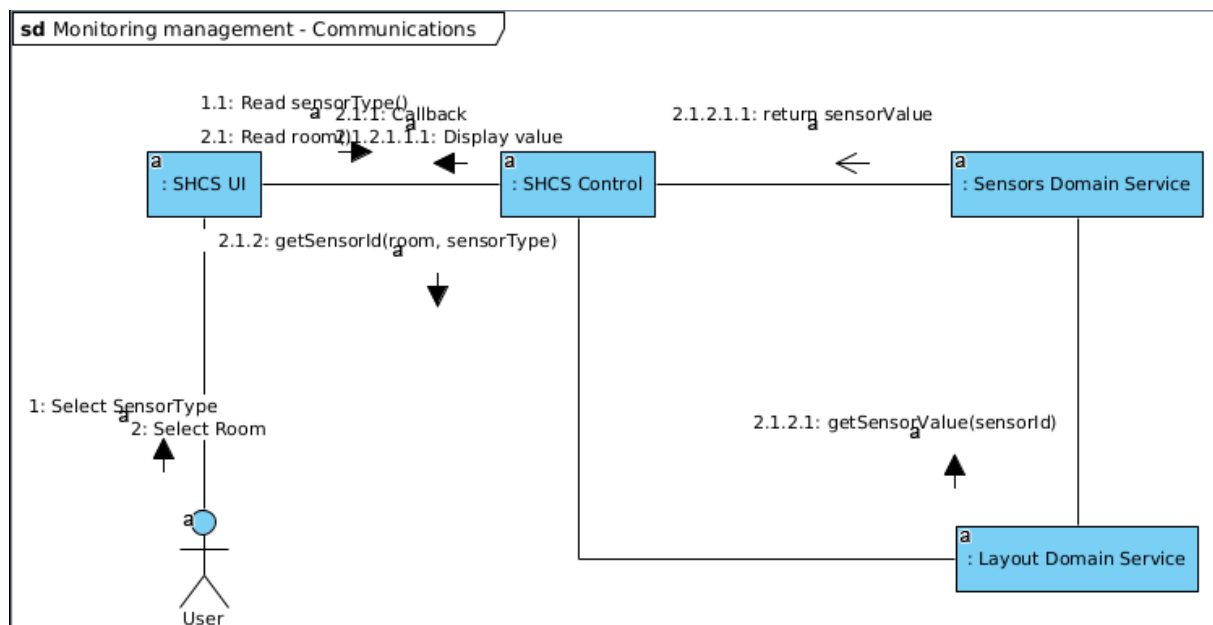 sd Monitoring management - Communications
1.1: Read sensorType()
a
2.1.1: Callback
a
2.1.2.1.1: return sensorValue
a
2.1: Read room()
2.1.2.1.1.1: Display value
a
: SHCS UI
a
: SHCS Control
a
: Sensors Domain Service
2.1.2: getSensorId(room, sensorType)
a
1: Select SensorType
a
2: Select Room
2.1.2.1: getSensorValue(sensorId)
a
a
User
a
: Layout Domain Service